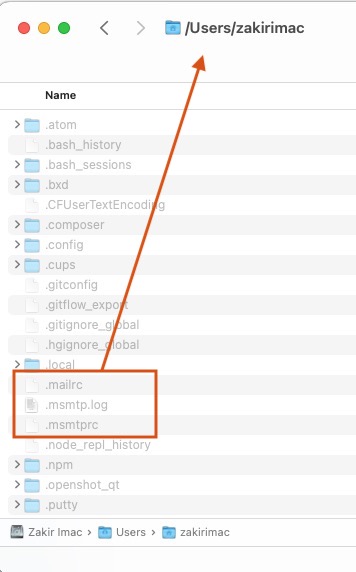 /Users/zakirimac
Name
.atom
.bash_history
.bash_sessions
.bxd
.CFUserTextEncoding
.composer
.config
.cups
.gitconfig
.gitflow_export
.gitignore_global
.hgignore_global
.local
.mailrc
.msmtp.log
.msmtprc
.node_repl_history
.npm
.openshot_qt
.putty
Zakir Imac > Users > zakirimac